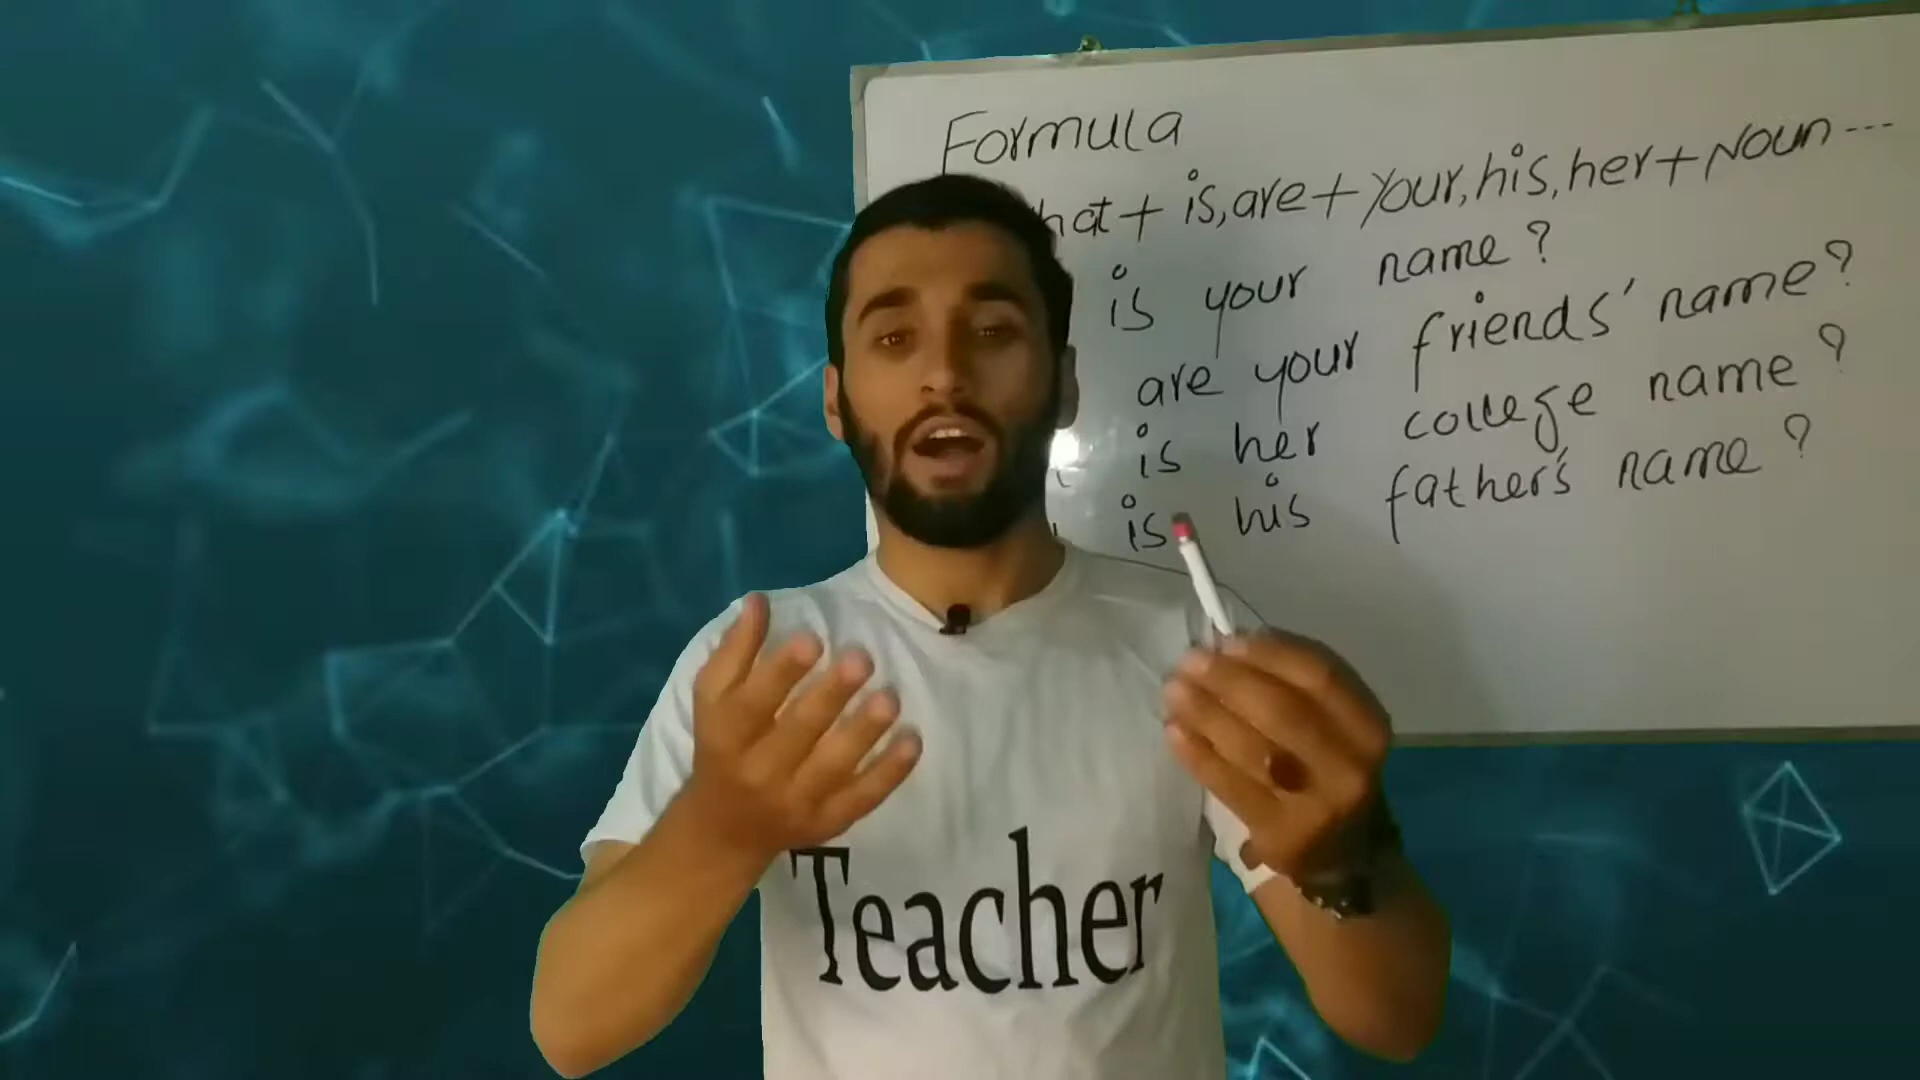 Formula
hat + is, are + your, his, her + Noun ---
is your name?
are your friends' name?
is her college name?
is his father's name?
Teacher